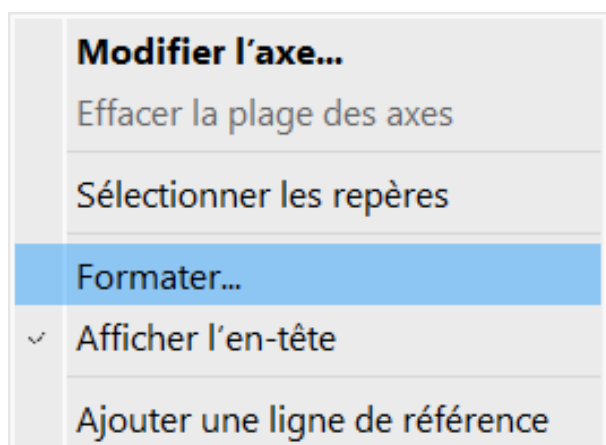 Modifier l'axe...
Effacer la plage des axes
Sélectionner les repères
Formater...
Afficher l'en-tête
Ajouter une ligne de référence